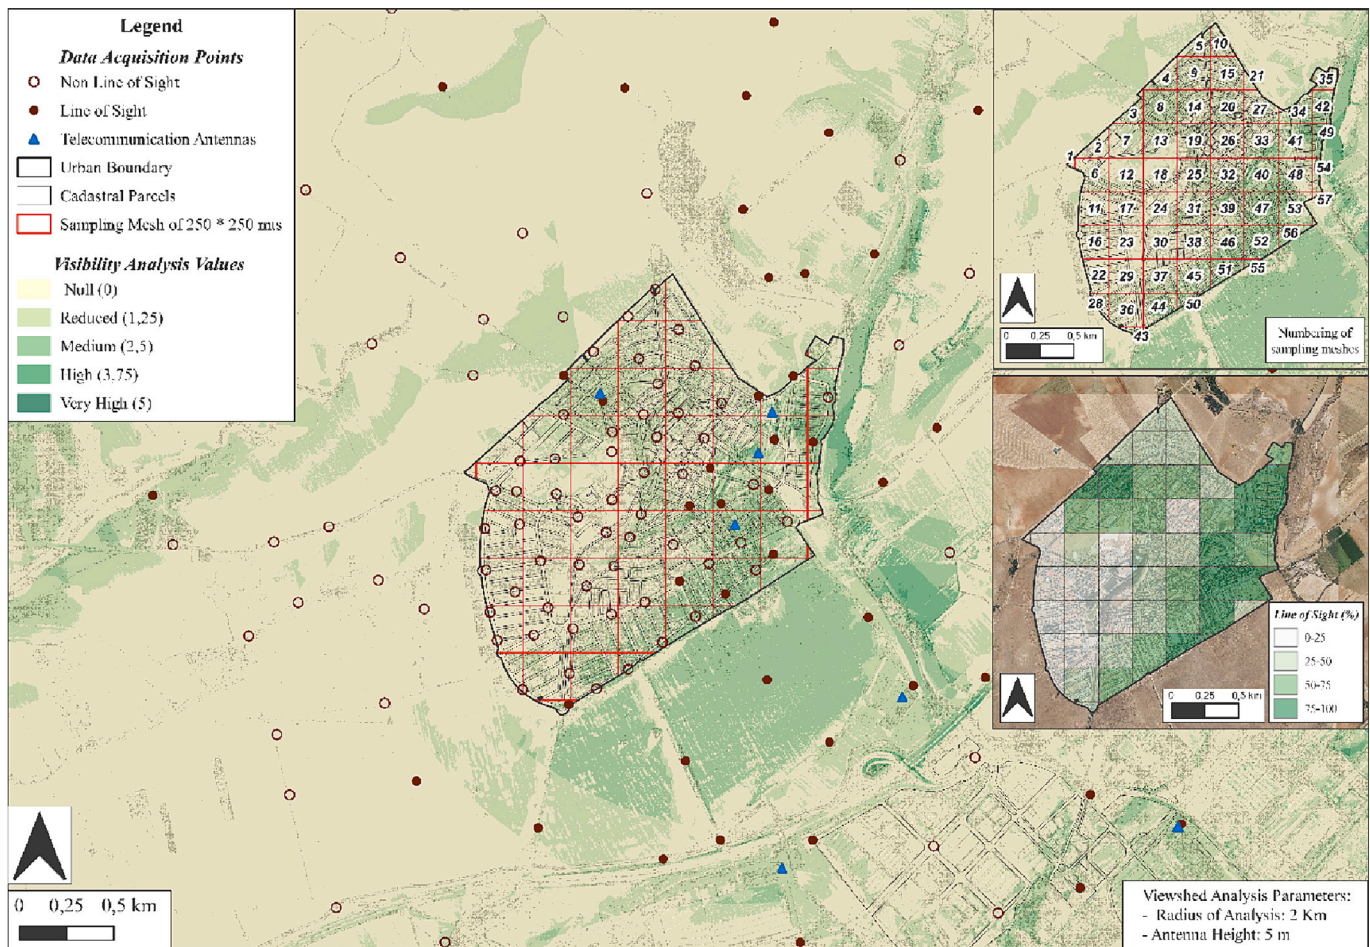 Legend
Data Acquisition Points
Non Line of Sight
Line of Sight
Telecommunication Antennas
Urban Boundary
Cadastral Parcels
Sampling Mesh of 250 * 250 mts
Visibility Analysis Values
Null (0)
Reduced (1,25)
Medium (2,5)
High (3,75)
Very High (5)
0 0,25 0,5 km
5 10
4 9 15 21 35
3 8 14 20 27 34 42
1 2 7 13 19 26 33 41 49
6 12 18 25 32 40 48 54
11 17 24 31 39 47 53 57
16 23 30 38 46 52 56
22 29 37 45 51 55
28 36 44 50
43
0 0,25 0,5 km
Numbering of
sampling meshes
Line of Sight (%)
0-25
25-50
50-75
75-100
0 0,25 0,5 km
Viewshed Analysis Parameters:
- Radius of Analysis: 2 Km
- Antenna Height: 5 m